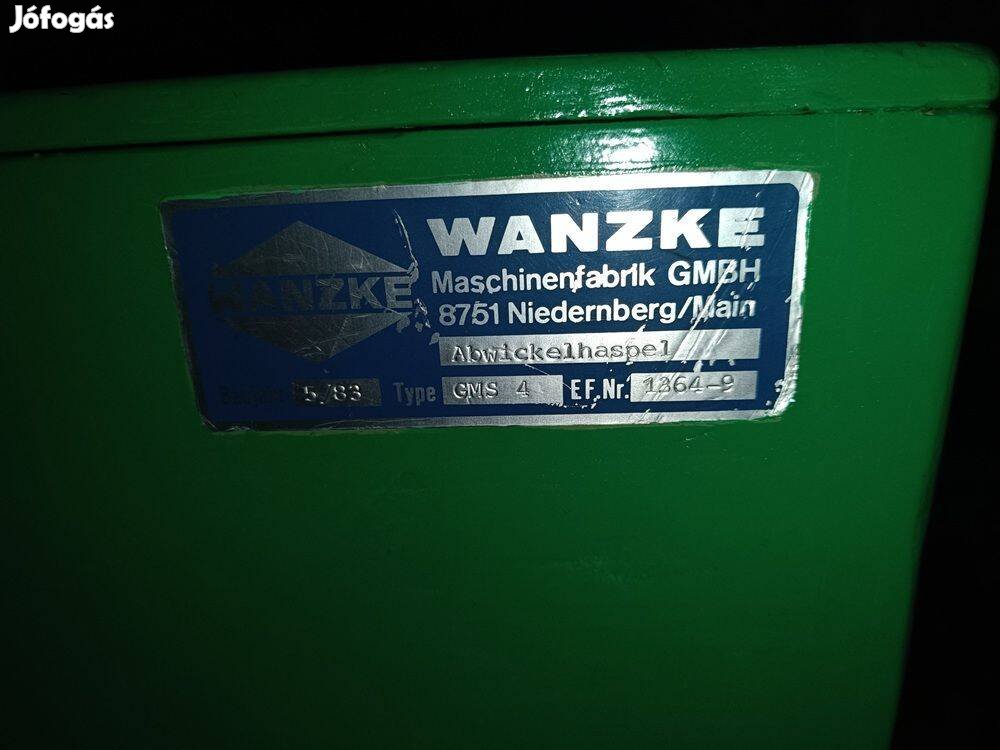 Jófogás
WANZKE
Maschinenfabrik GMBH
WANZKE
8751 Niedernberg/Main
Abwickelhaspel
5/83 Type GMS 4 EF.Nr. 1364-9